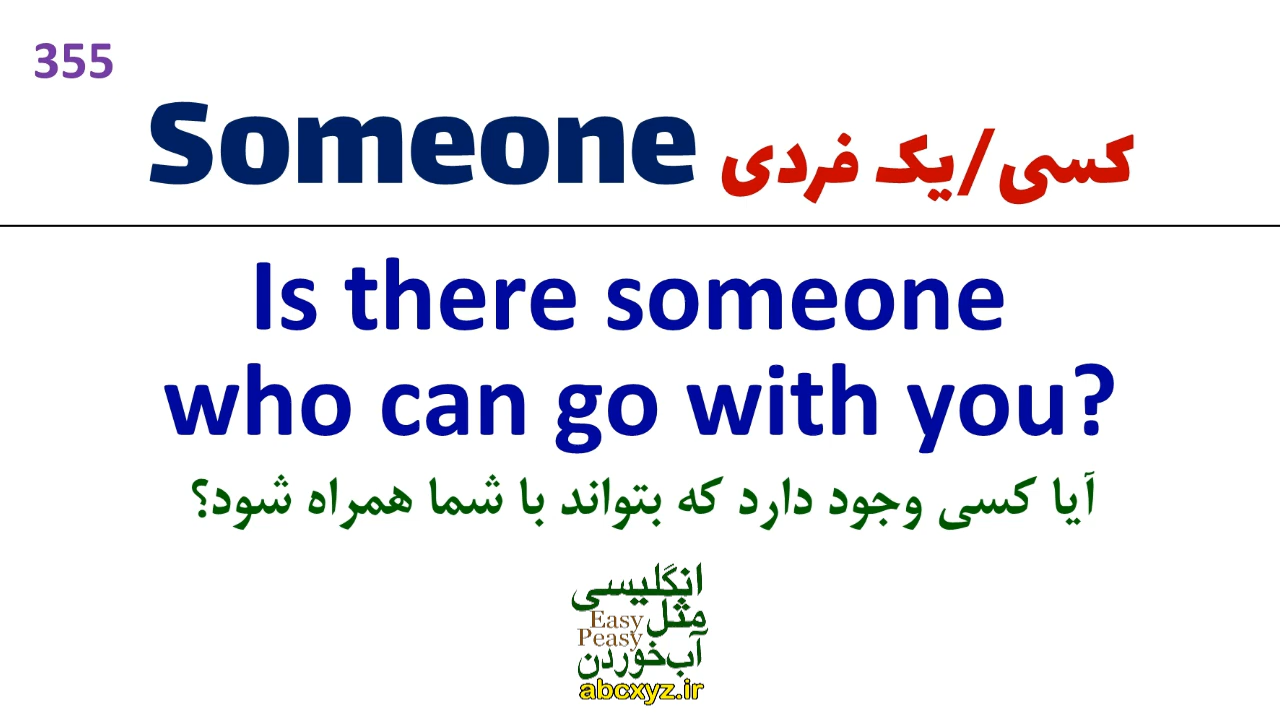 355
Someone کسی/یک فردی
Is there someone
who can go with you?
آیا کسی وجود دارد که بتواند با شما همراه شود؟
انگلیسی
مثل
Easy
Peasy
آب‌خوردن
abcxyz.ir